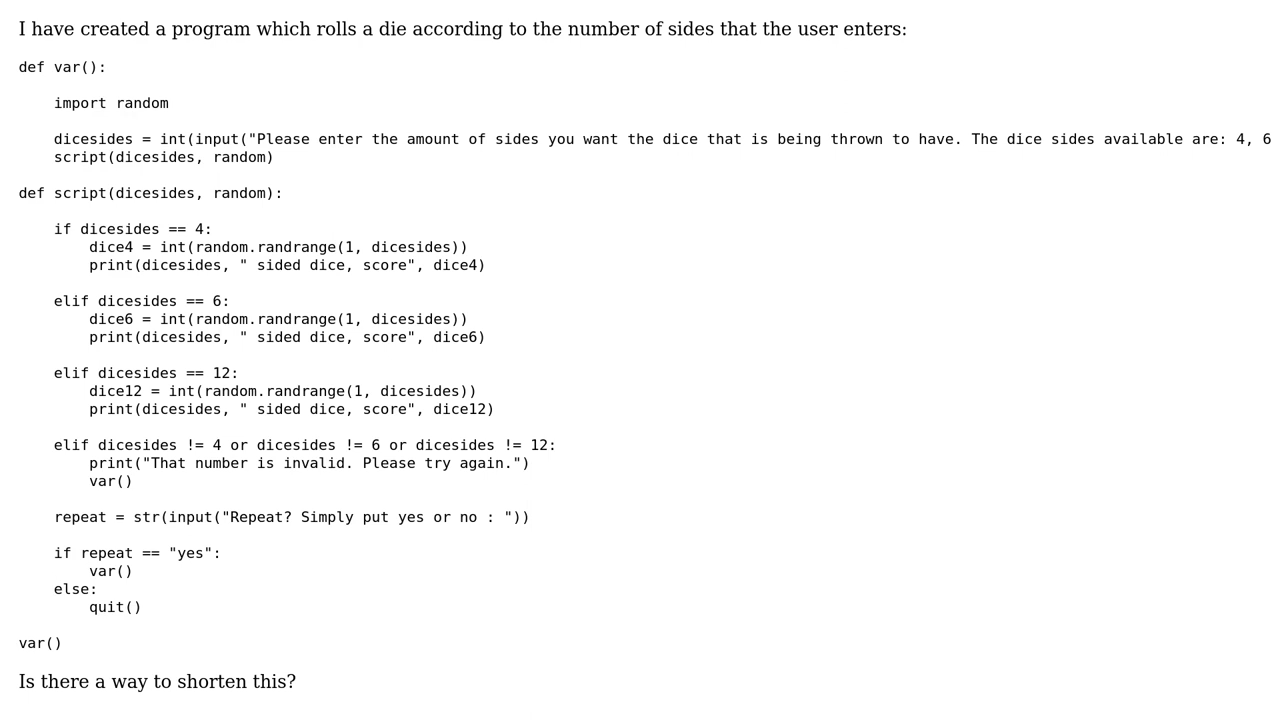 I have created a program which rolls a die according to the number of sides that the user enters:
def var():
    import random
    dicesides = int(input("Please enter the amount of sides you want the dice that is being thrown to have. The dice sides available are: 4, 6
    script(dicesides, random)
def script(dicesides, random):
    if dicesides == 4:
        dice4 = int(random.randrange(1, dicesides))
        print(dicesides, " sided dice, score", dice4)
    elif dicesides == 6:
        dice6 = int(random.randrange(1, dicesides))
        print(dicesides, " sided dice, score", dice6)
    elif dicesides == 12:
        dice12 = int(random.randrange(1, dicesides))
        print(dicesides, " sided dice, score", dice12)
    elif dicesides != 4 or dicesides != 6 or dicesides != 12:
        print("That number is invalid. Please try again.")
        var()
    repeat = str(input("Repeat? Simply put yes or no : "))
    if repeat == "yes":
        var()
    else:
        quit()
var()
Is there a way to shorten this?